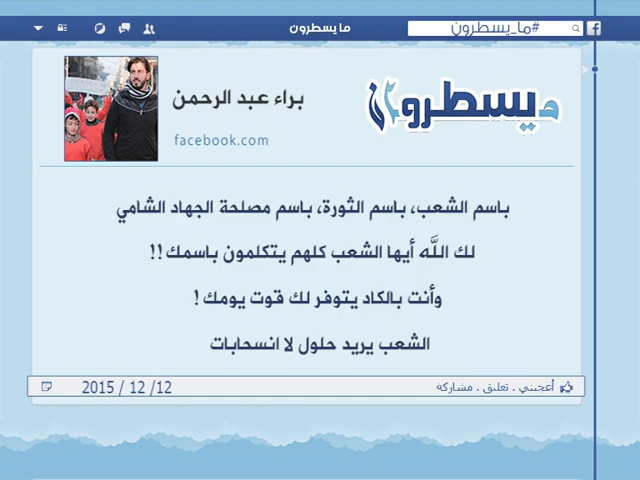 ما يسطرون
#ما_يسطرون
ما يسطرون
براء عبد الرحمن
facebook.com
باسم الشعب، باسم الثورة، باسم مصلحة الجهاد الشامي
لك اللَّه أيها الشعب كلهم يتكلمون باسمك!!
وأنت بالكاد يتوفر لك قوت يومك!
الشعب يريد حلول لا انسحابات
أعجبني . تعليق . مشاركة
12/ 12 / 2015